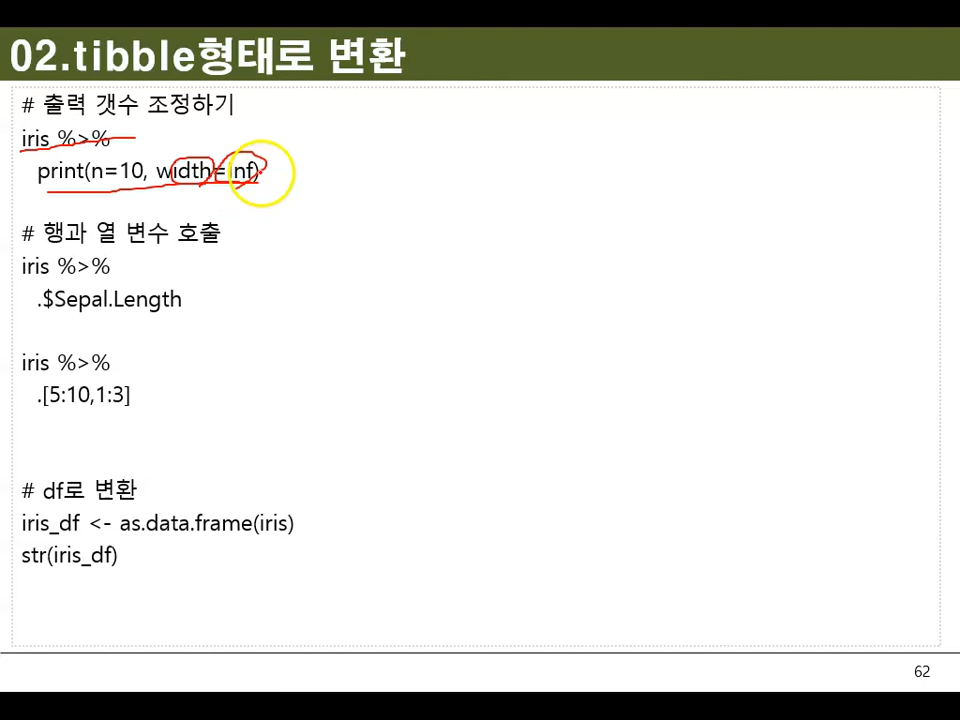 02.tibble형태로 변환
# 출력 갯수 조정하기
iris %>%
print(n=10, width=Inf)
# 행과 열 변수 호출
iris %>%
.$Sepal.Length
iris %>%
.[5:10,1:3]
# df로 변환
iris_df <- as.data.frame(iris)
str(iris_df)
62